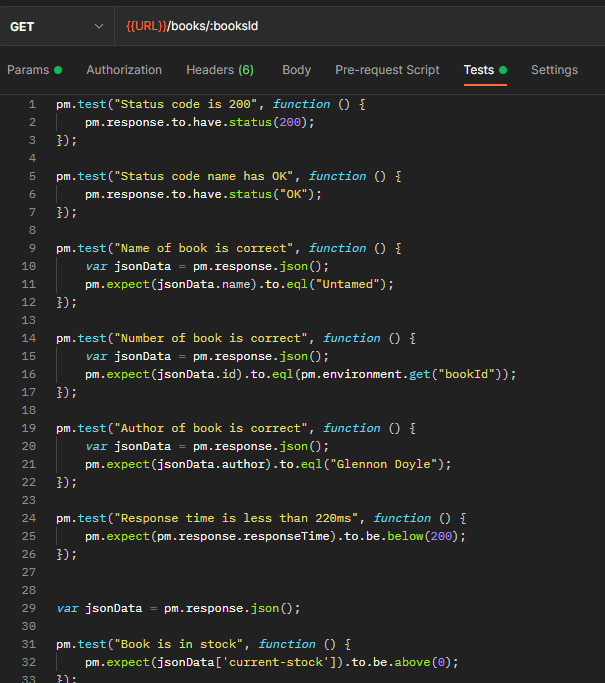 GET {{URL}}/books/:booksId
Params Authorization Headers (6) Body Pre-request Script Tests Settings
1 pm.test("Status code is 200", function () {
2 pm.response.to.have.status(200);
3 });
4
5 pm.test("Status code name has OK", function () {
6 pm.response.to.have.status("OK");
7 });
8
9 pm.test("Name of book is correct", function () {
10 var jsonData = pm.response.json();
11 pm.expect(jsonData.name).to.eql("Untamed");
12 });
13
14 pm.test("Number of book is correct", function () {
15 var jsonData = pm.response.json();
16 pm.expect(jsonData.id).to.eql(pm.environment.get("bookId"));
17 });
18
19 pm.test("Author of book is correct", function () {
20 var jsonData = pm.response.json();
21 pm.expect(jsonData.author).to.eql("Glennon Doyle");
22 });
23
24 pm.test("Response time is less than 220ms", function () {
25 pm.expect(pm.response.responseTime).to.be.below(200);
26 });
27
28
29 var jsonData = pm.response.json();
30
31 pm.test("Book is in stock", function () {
32 pm.expect(jsonData['current-stock']).to.be.above(0);
33 });